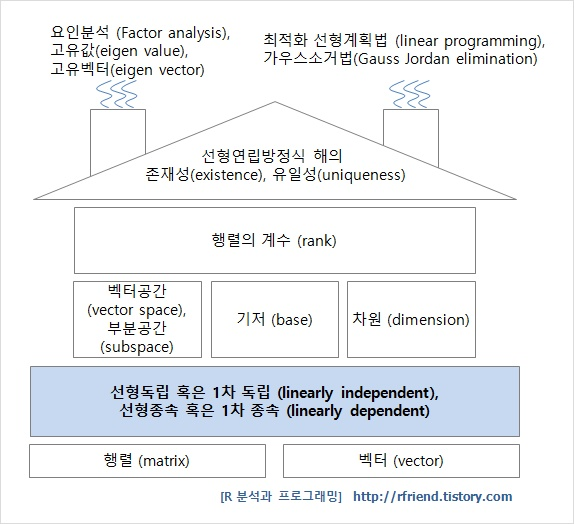 요인분석 (Factor analysis),
고유값(eigen value),
고유벡터(eigen vector)
최적화 선형계획법 (linear programming),
가우스소거법(Gauss Jordan elimination)
선형연립방정식 해의
존재성(existence), 유일성(uniqueness)
행렬의 계수 (rank)
벡터공간
(vector space),
부분공간
(subspace)
기저 (base)
차원 (dimension)
선형독립 혹은 1차 독립 (linearly independent),
선형종속 혹은 1차 종속 (linearly dependent)
행렬 (matrix)
벡터 (vector)
[R 분석과 프로그래밍] http://rfriend.tistory.com